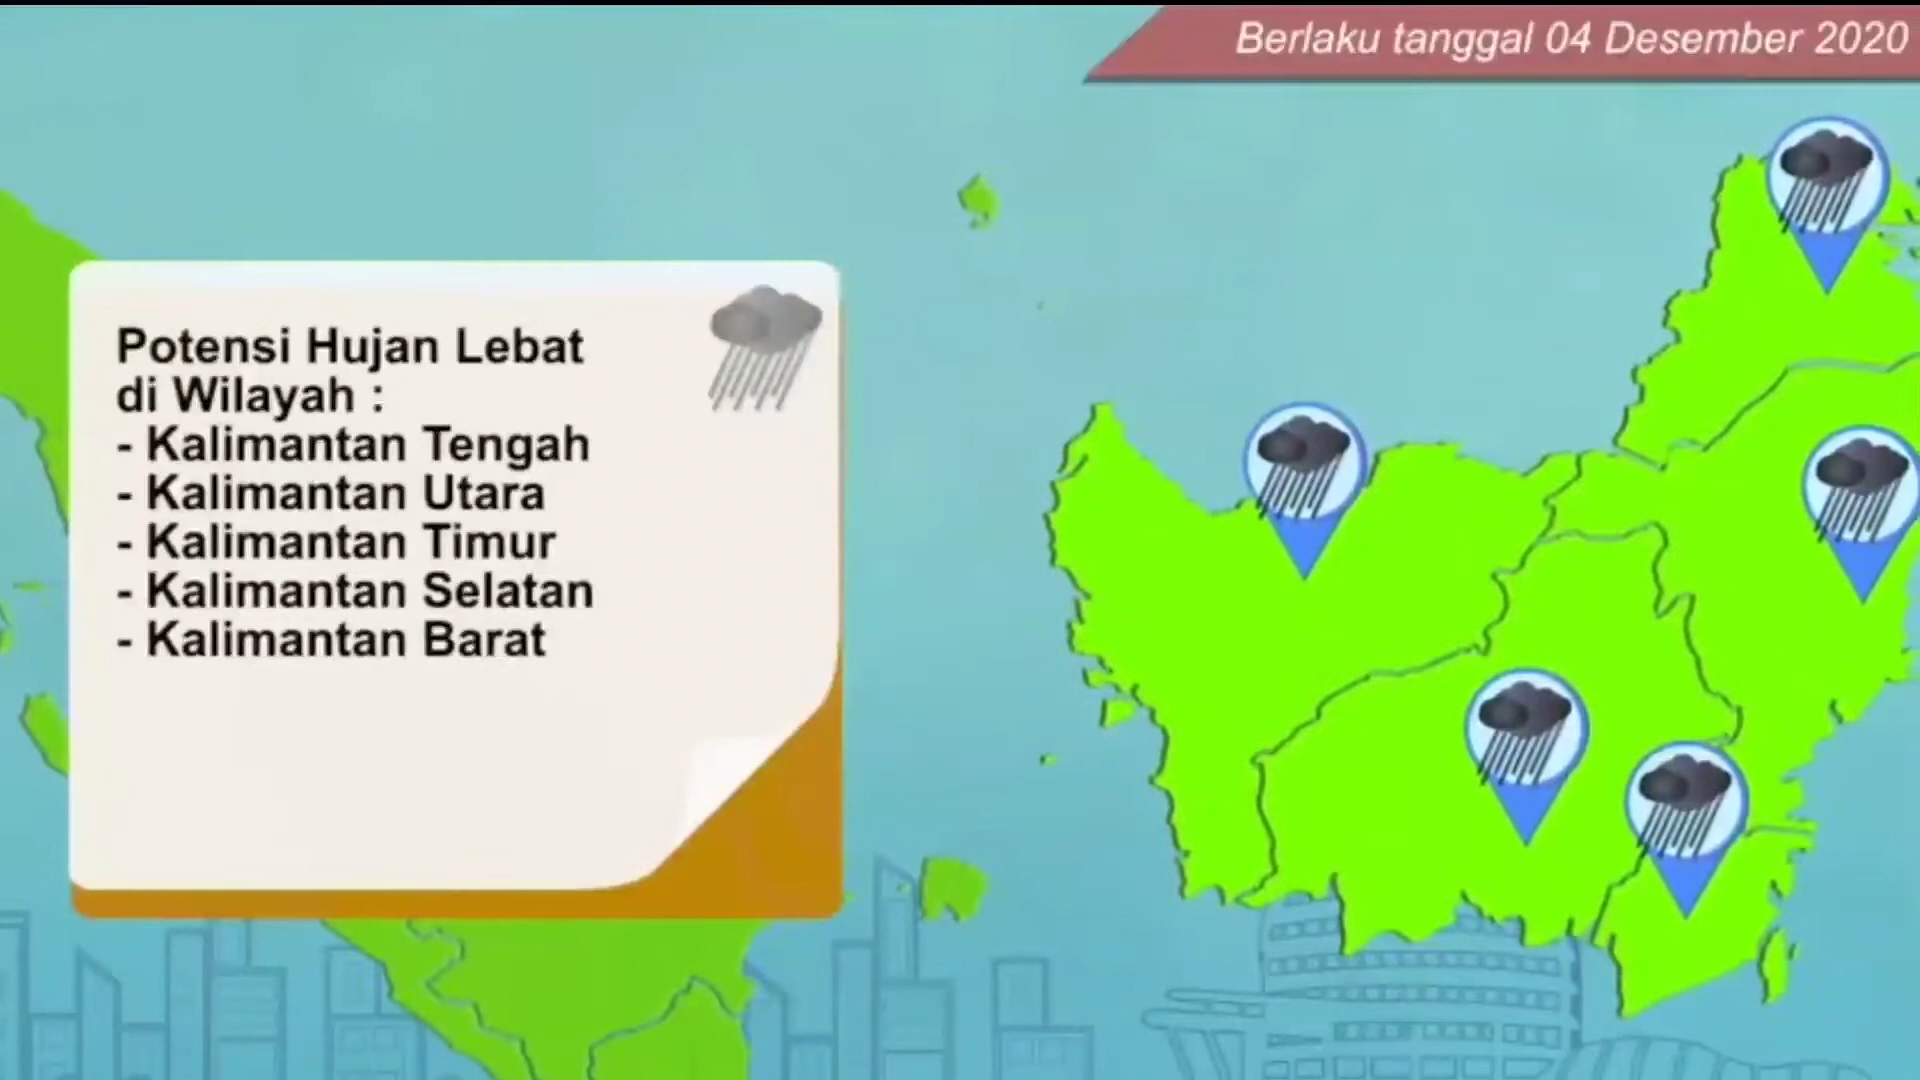 Berlaku tanggal 04 Desember 2020
Potensi Hujan Lebat
di Wilayah :
- Kalimantan Tengah
- Kalimantan Utara
- Kalimantan Timur
- Kalimantan Selatan
- Kalimantan Barat